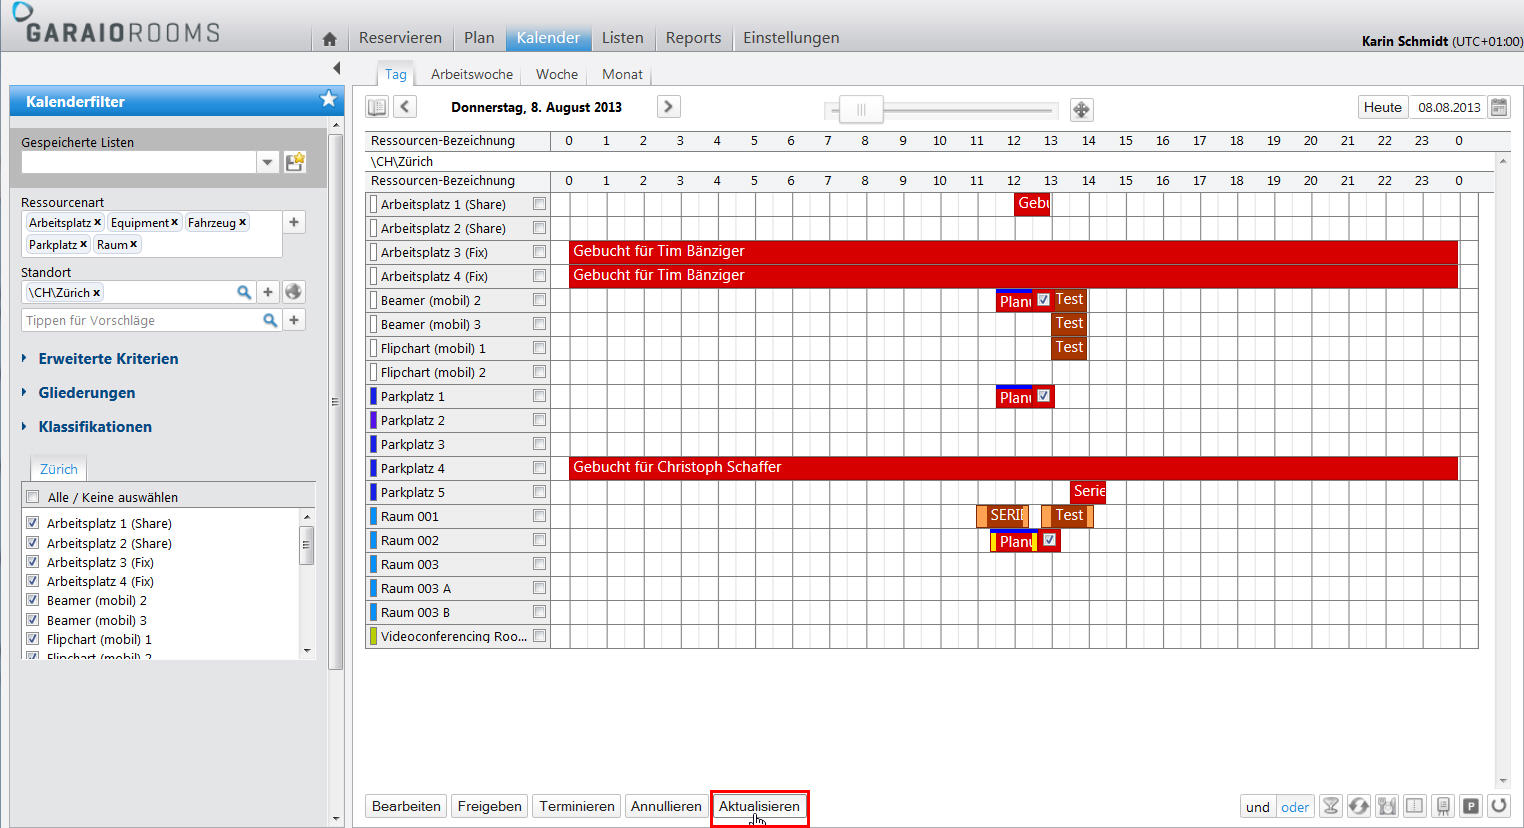 GARAIOROOMS
Reservieren Plan Kalender Listen Reports Einstellungen
Karin Schmidt (UTC+01:00)
Kalenderfilter
Gespeicherte Listen
Ressourcenart
Arbeitsplatz x Equipment x Fahrzeug x
Parkplatz x Raum x
Standort
\CH\Zürich x
Tippen für Vorschläge
Erweiterte Kriterien
Gliederungen
Klassifikationen
Zürich
Alle / Keine auswählen
Arbeitsplatz 1 (Share)
Arbeitsplatz 2 (Share)
Arbeitsplatz 3 (Fix)
Arbeitsplatz 4 (Fix)
Beamer (mobil) 2
Beamer (mobil) 3
Flipchart (mobil) 1
Flipchart (mobil) 2
Tag Arbeitswoche Woche Monat
Donnerstag, 8. August 2013
Heute 08.08.2013
Ressourcen-Bezeichnung 0 1 2 3 4 5 6 7 8 9 10 11 12 13 14 15 16 17 18 19 20 21 22 23 0
\CH\Zürich
Ressourcen-Bezeichnung 0 1 2 3 4 5 6 7 8 9 10 11 12 13 14 15 16 17 18 19 20 21 22 23 0
Arbeitsplatz 1 (Share) Gebu
Arbeitsplatz 2 (Share)
Arbeitsplatz 3 (Fix) Gebucht für Tim Bänziger
Arbeitsplatz 4 (Fix) Gebucht für Tim Bänziger
Beamer (mobil) 2 Planu Test
Beamer (mobil) 3 Test
Flipchart (mobil) 1 Test
Flipchart (mobil) 2
Parkplatz 1 Planu
Parkplatz 2
Parkplatz 3
Parkplatz 4 Gebucht für Christoph Schaffer
Parkplatz 5 Serie
Raum 001 SERIE Test
Raum 002 Planu
Raum 003
Raum 003 A
Raum 003 B
Videoconferencing Roo...
Bearbeiten Freigeben Terminieren Annullieren Aktualisieren
und oder P